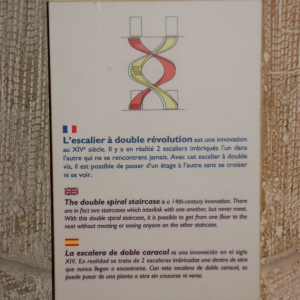 L'escalier à double révolution est une innovation
au XIVe siècle. Il y a en réalité 2 escaliers imbriqués l'un dans
l'autre qui ne se rencontrent jamais. Avec cet escalier à double
vis, il est possible de passer d'un étage à l'autre sans se croiser
ni se voir.
The double spiral staircase is a 14th-century innovation. There
are in fact two staircases which interlink with one another, but never meet.
With this double spiral staircase, it is possible to get from one floor to the
next without meeting or seeing anyone on the other staircase.
La escalera de doble caracol es una innovación en el siglo
XIV. En realidad se trata de 2 escaleras imbricadas una dentro de otra
que nunca llegan a encontrarse. Con esta escalera de doble caracol, se
puede pasar de una planta a otra sin cruzarse ni verse.